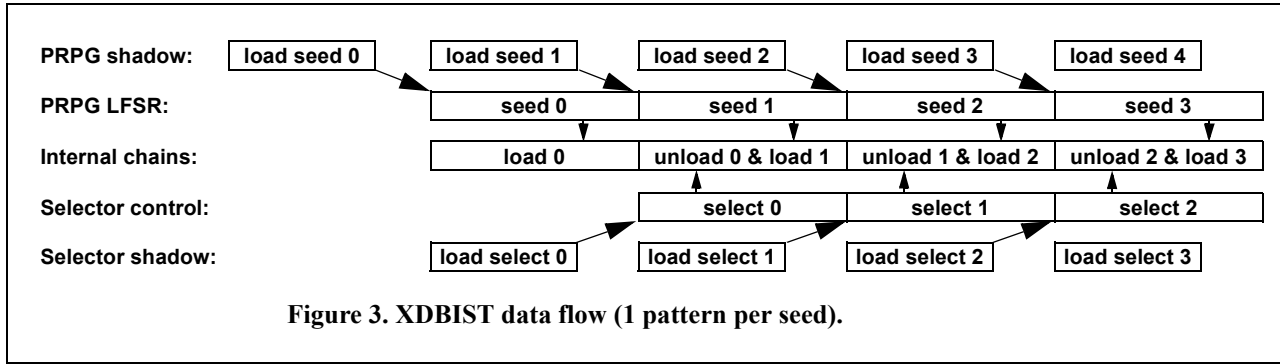 PRPG shadow: load seed 0 load seed 1 load seed 2 load seed 3 load seed 4
PRPG LFSR: seed 0 seed 1 seed 2 seed 3
Internal chains: load 0 unload 0 & load 1 unload 1 & load 2 unload 2 & load 3
Selector control: select 0 select 1 select 2
Selector shadow: load select 0 load select 1 load select 2 load select 3
Figure 3. XDBIST data flow (1 pattern per seed).